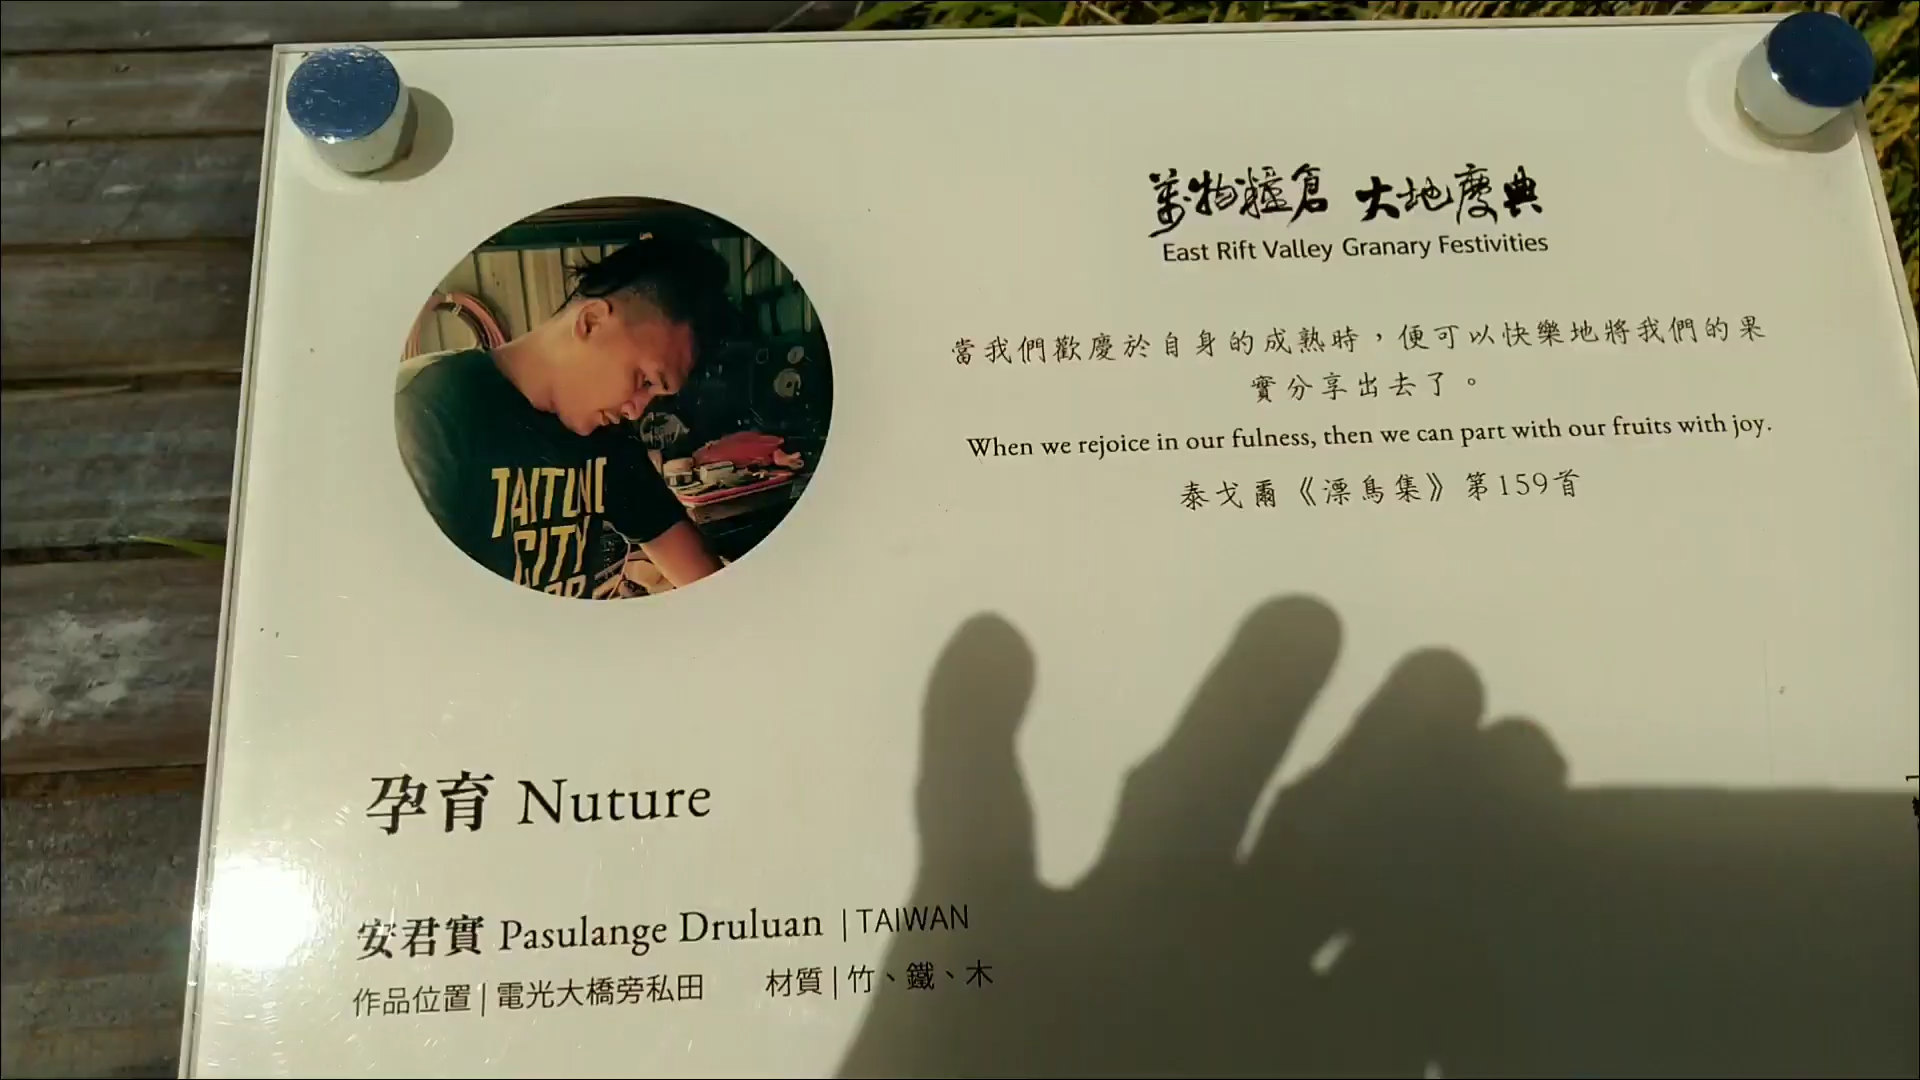 萬物糧倉 大地慶典
East Rift Valley Granary Festivities
當我們歡慶於自身的成熟時，便可以快樂地將我們的果
實分享出去了。
When we rejoice in our fulness, then we can part with our fruits with joy.
泰戈爾《漂鳥集》第159首
TAITUNG
CITY
孕育 Nuture
安君實 Pasulange Druluan | TAIWAN
作品位置 | 電光大橋旁私田 材質 | 竹、鐵、木